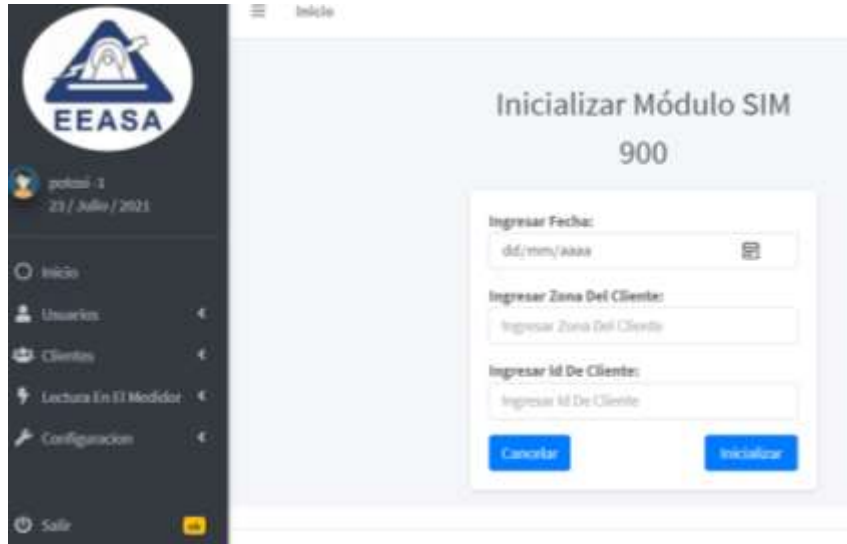 Inicio
EEASA
23 / Julio / 2021
Inicio
Usuarios
Clientes
Lectura En El Medidor
Configuracion
Salir
ok
Inicializar Módulo SIM
900
Ingresar Fecha:
dd/mm/aaaa
Ingresar Zona Del Cliente:
Ingresar Zona Del Cliente
Ingresar Id De Cliente:
Ingresar Id De Cliente
Cancelar
Inicializar